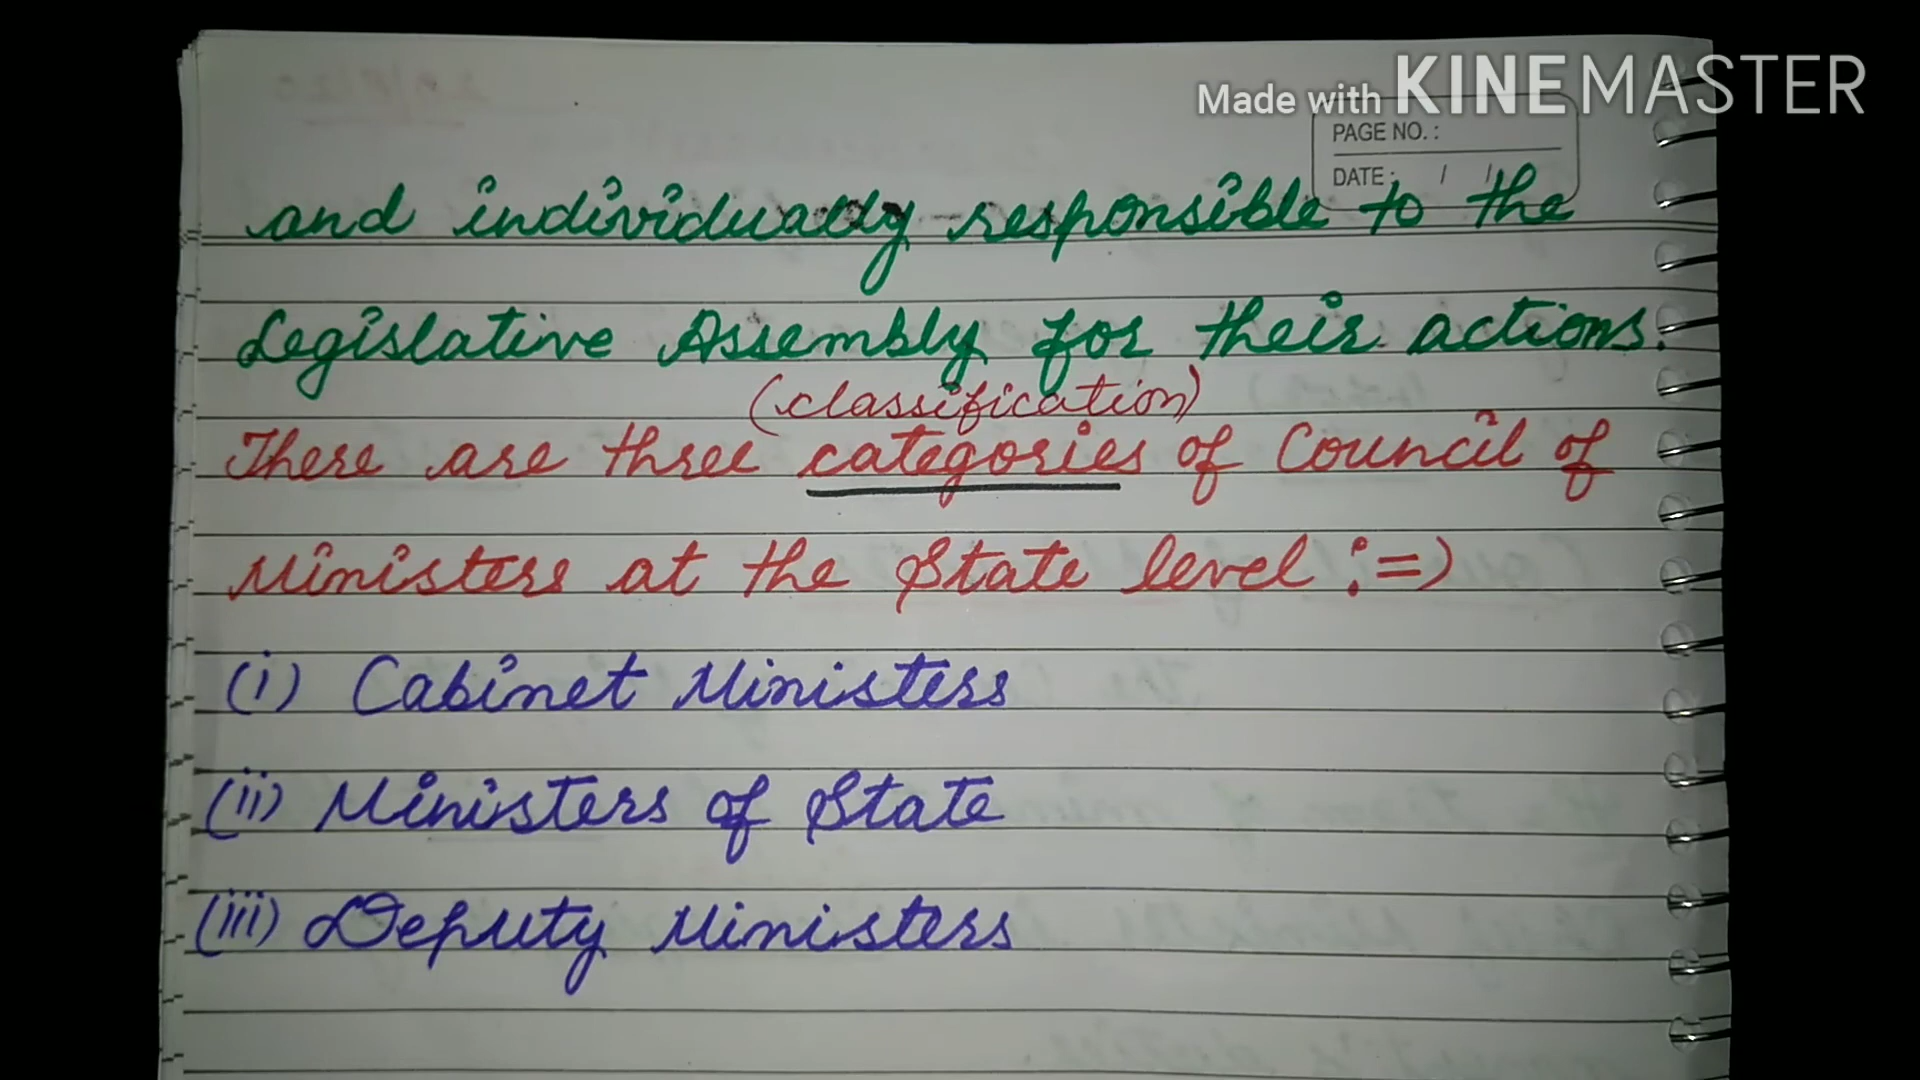 Made with KINEMASTER
PAGE NO. :
DATE : / /
and individually responsible to the
Legislative Assembly for their actions.
(classification)
There are three categories of Council of
Ministers at the State level :=)
(i) Cabinet Ministers
(ii) Ministers of State
(iii) Deputy Ministers